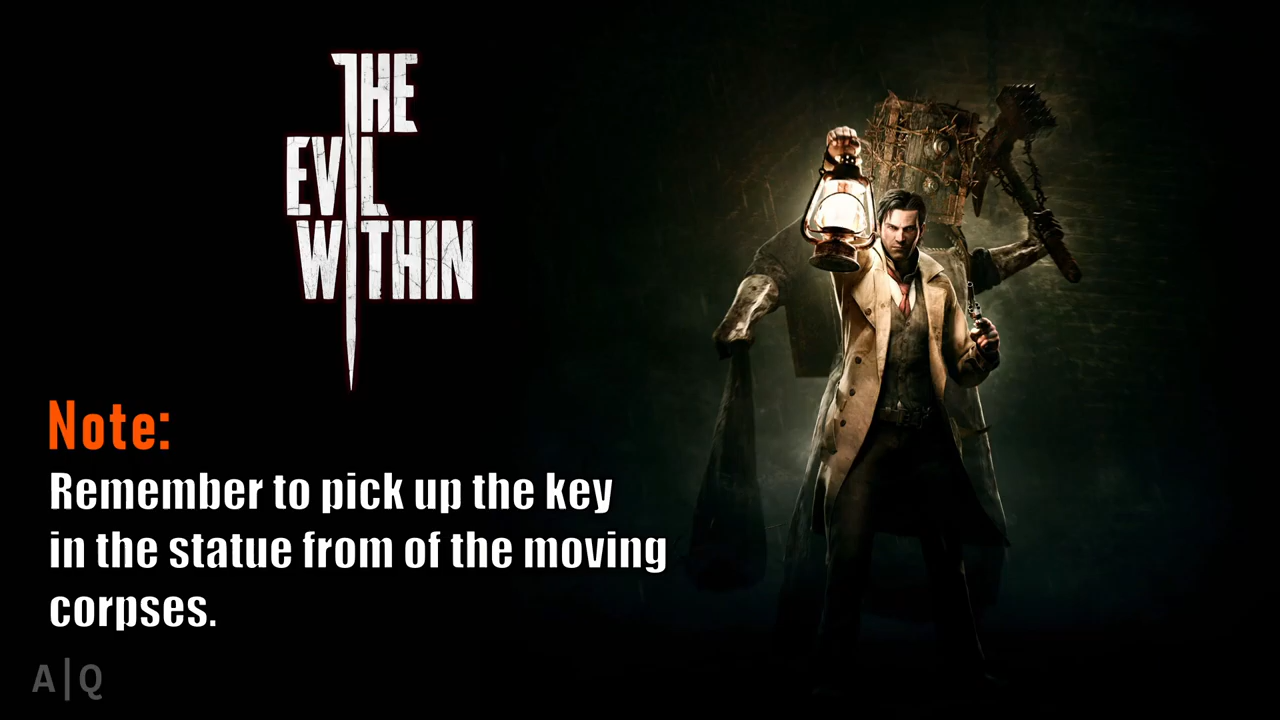 THE
EVIL
WITHIN
Note:
Remember to pick up the key
in the statue from of the moving
corpses.
A|Q